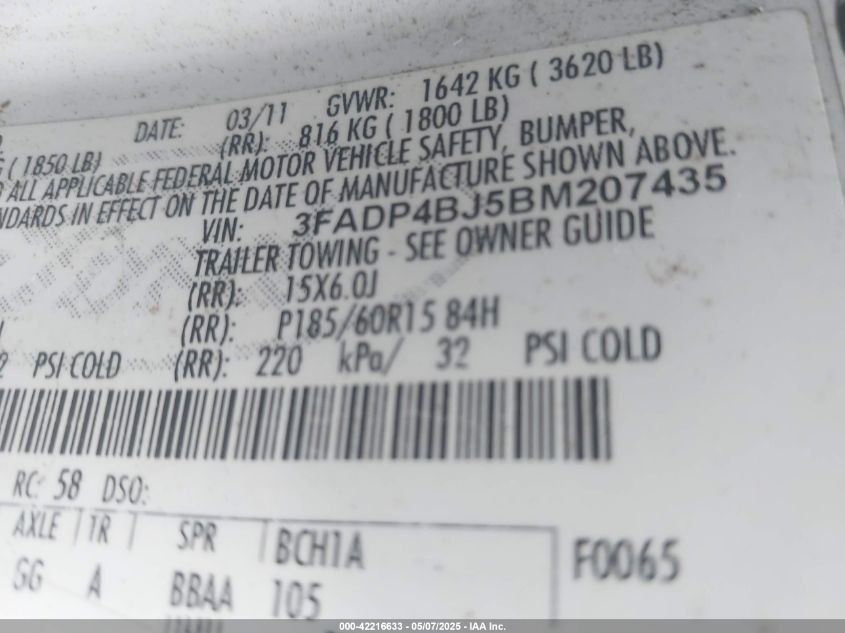 DATE: 03/11 GVWR: 1642 KG ( 3620 LB)
( 1850 LB) (RR): 816 KG ( 1800 LB)
ALL APPLICABLE FEDERAL MOTOR VEHICLE SAFETY, BUMPER,
NDARDS IN EFFECT ON THE DATE OF MANUFACTURE SHOWN ABOVE.
VIN: 3FADP4BJ5BM207435
TRAILER TOWING - SEE OWNER GUIDE
(RR): 15X6.0J
(RR): P185/60R15 84H
PSI COLD (RR): 220 kPa/ 32 PSI COLD
RC: 58 DSO:
AXLE TR SPR BCH1A F0065
GG A BBAA 105
000-42216633 - 05/07/2025 - IAA Inc.